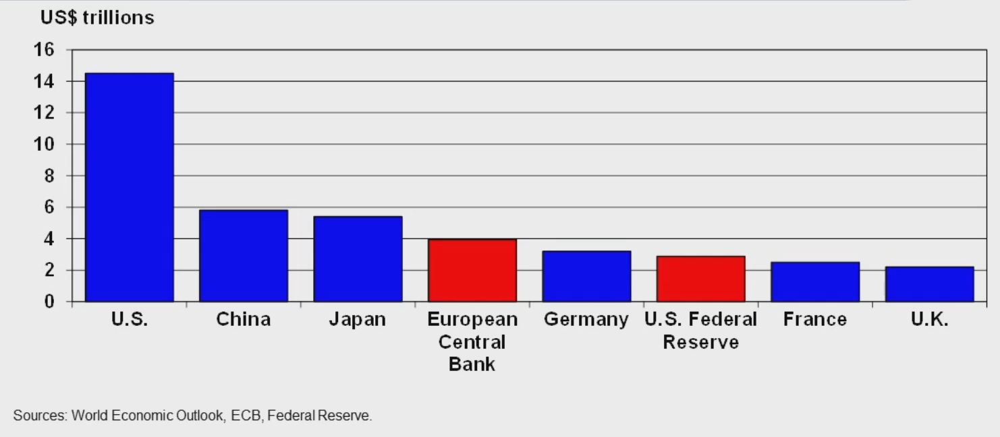 US$ trillions
16
14
12
10
8
6
4
2
0
U.S.
China
Japan
European
Central
Bank
Germany
U.S. Federal
Reserve
France
U.K.
Sources: World Economic Outlook, ECB, Federal Reserve.